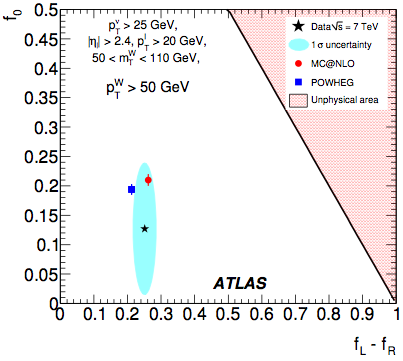 f₀
0.5
0.45
0.4
0.35
0.3
0.25
0.2
0.15
0.1
0.05
0
p_T^ν > 25 GeV,
|η_l| > 2.4, p_T^l > 20 GeV,
50 < m_T^W < 110 GeV,
p_T^W > 50 GeV
Data√s = 7 TeV
1 σ uncertainty
MC@NLO
POWHEG
Unphysical area
ATLAS
0 0.1 0.2 0.3 0.4 0.5 0.6 0.7 0.8 0.9 1
f_L - f_R